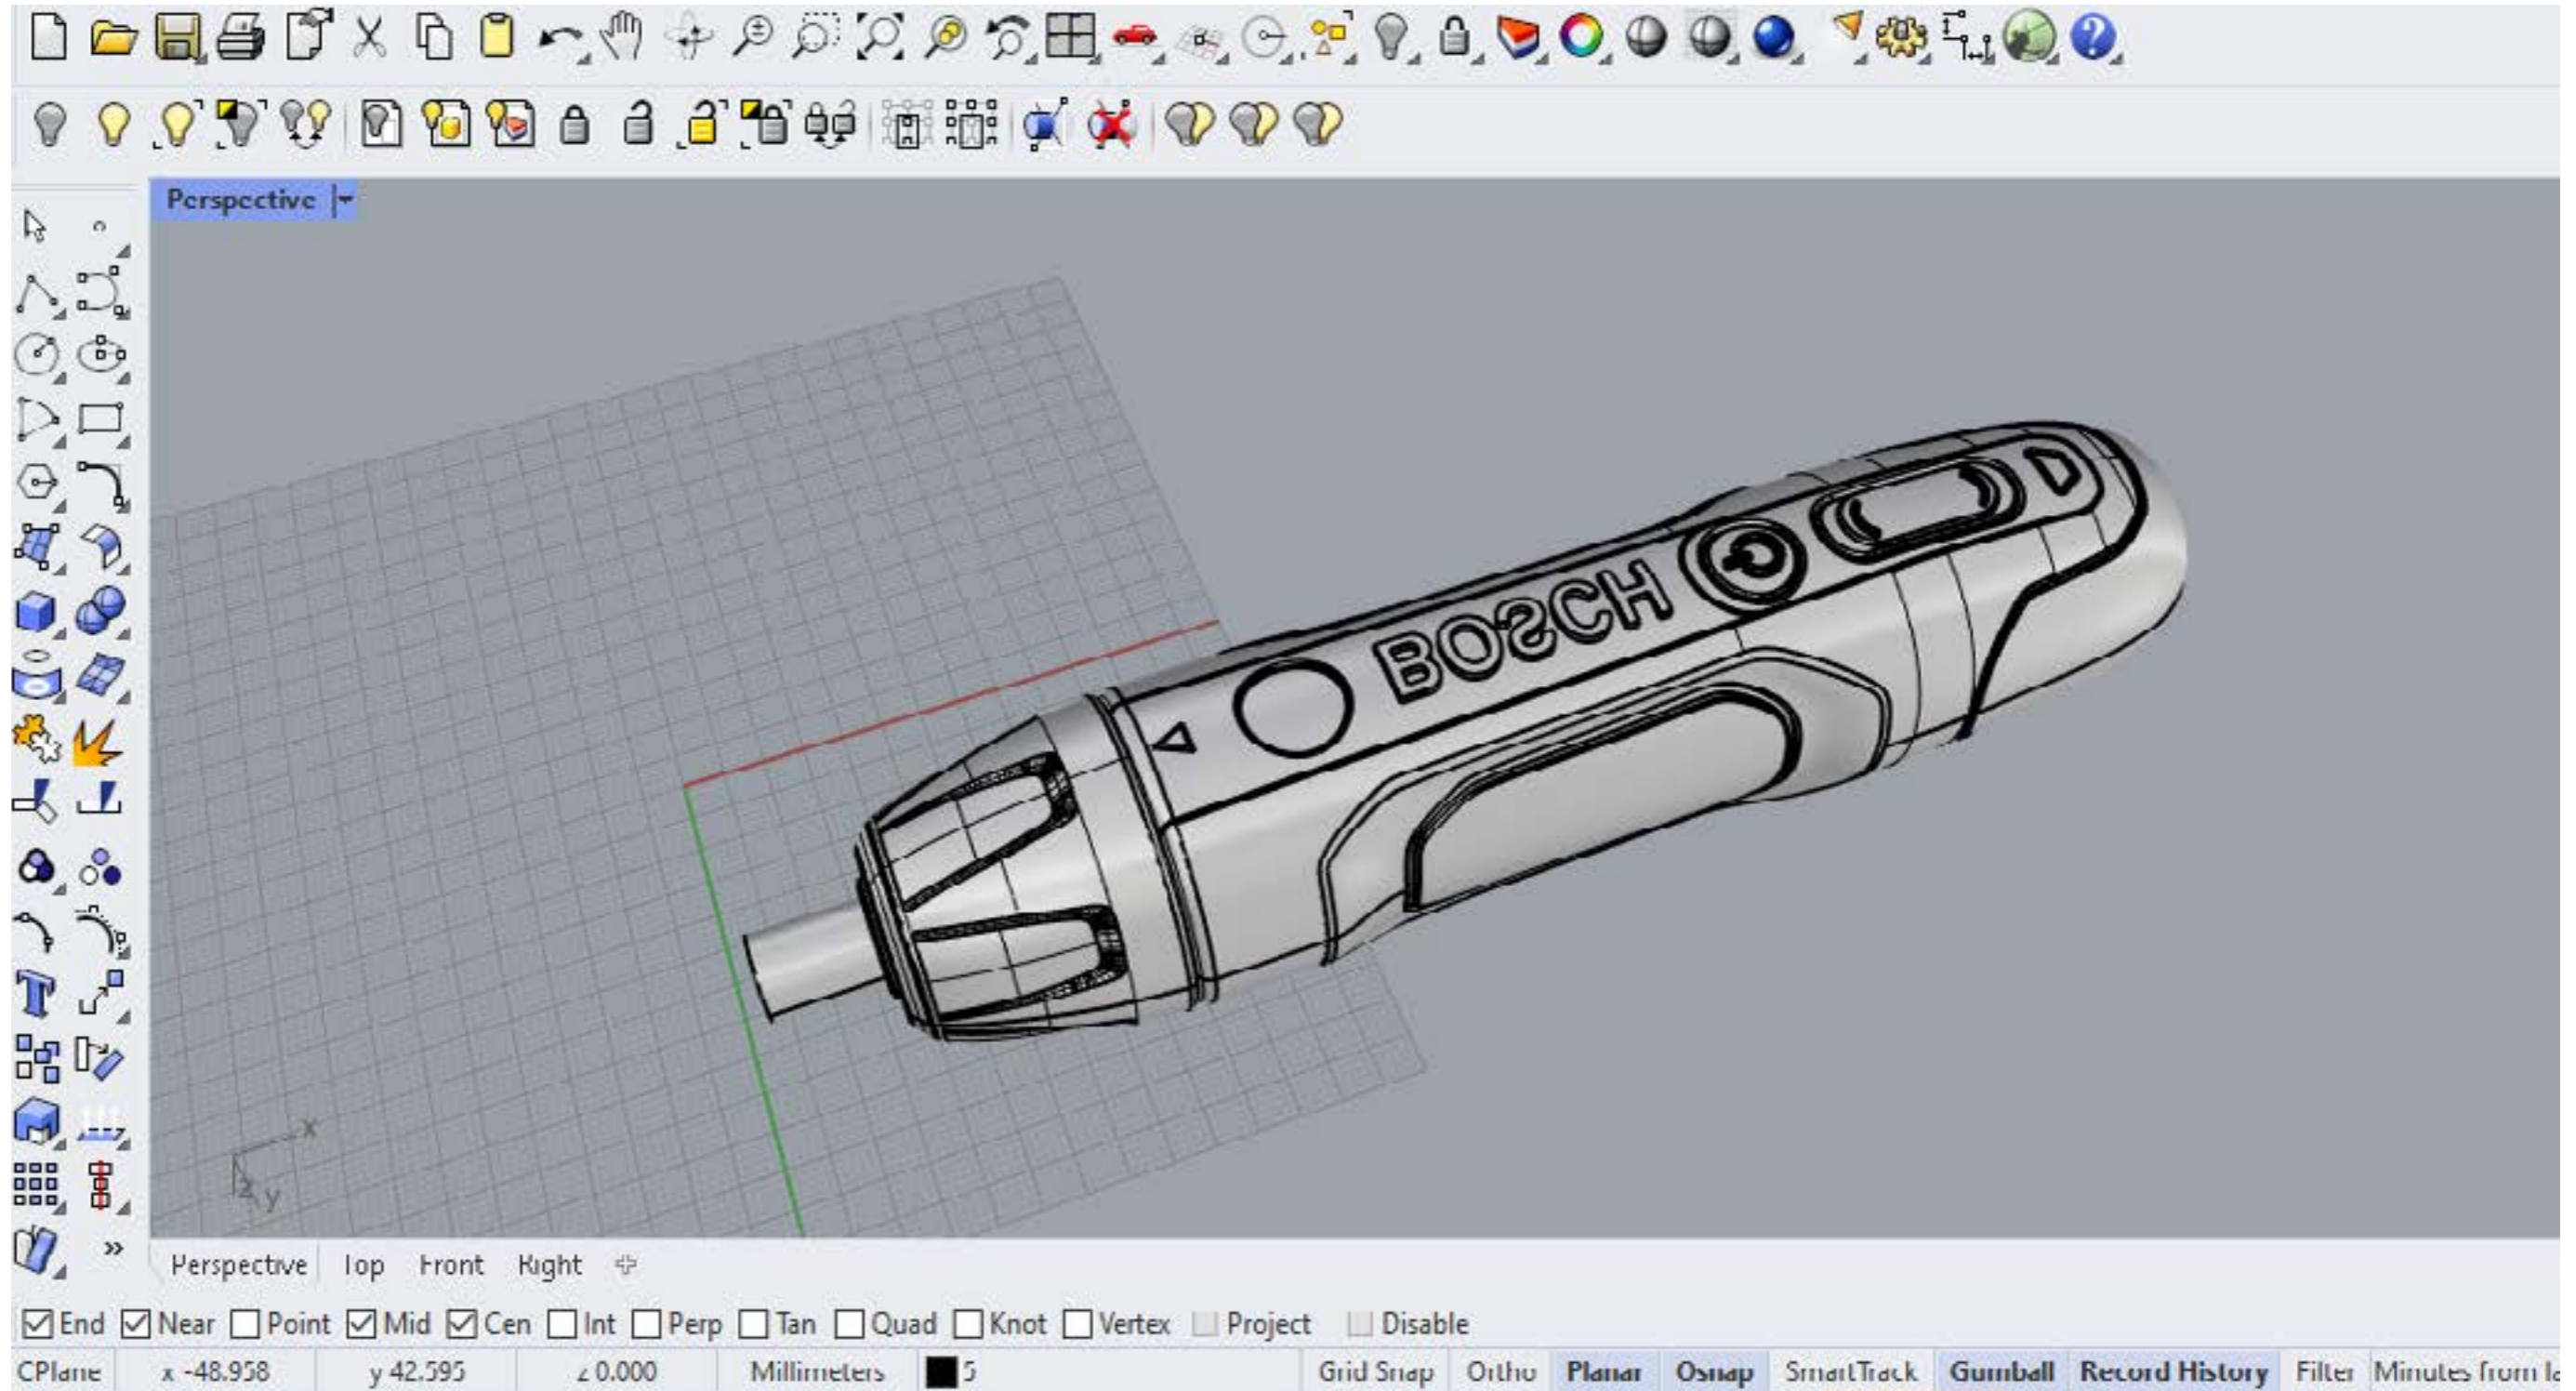 Perspective
BOSCH
x
z y
Perspective Top Front Right
End Near Point Mid Cen Int Perp Tan Quad Knot Vertex Project Disable
CPlane x -48.958 y 42.595 z 0.000 Millimeters 5 Grid Snap Ortho Planar Osnap SmartTrack Gumball Record History Filter Minutes from